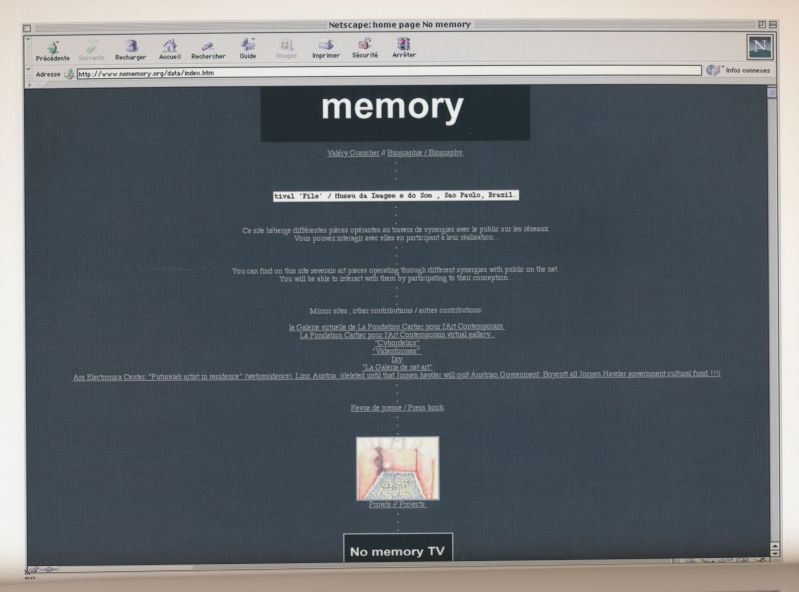 Netscape: home page No memory
Précédente Suivante Recharger Accueil Rechercher Guide Images Imprimer Sécurité Arrêter
N
Adresse http://www.nomemory.org/data/index.htm Infos connexes
memory
Valéry Grancher // Biographie / Biography
tival 'File' / Museu da Imagem e do Som , Sao Paulo, Brazil.
Ce site héberge différentes pièces opérantes au travers de synergies avec le public sur les réseaux.
Vous pouvez interagir avec elles en participant à leur réalisation...
You can find on this site severals art pieces operating through different synergies with public on the net.
You will be able to interact with them by participating to their conception...
Mirror sites , other contributions / autres contributions:
la Galerie virtuelle de La Fondation Cartier pour l'Art Contemporain
La Fondation Cartier pour l'Art Contemporain virtual gallery
"Cybordelics"
"Videoformes"
Ixy
"La Galeria de net art"
Ars Electronica Center, "Futurelab artist in residence" (webresidence), Linz, Austria, (deleted until that Jorgen hayder will quit Austrian Government: Boycott all Jorgen Hayder government cultural fund !!!)
Revue de presse / Press book
Projets // Projects
No memory TV